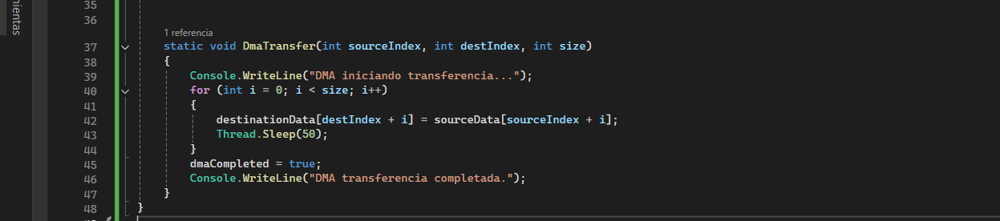 mientas
35
36
1 referencia
37 static void DmaTransfer(int sourceIndex, int destIndex, int size)
38 {
39 Console.WriteLine("DMA iniciando transferencia...");
40 for (int i = 0; i < size; i++)
41 {
42 destinationData[destIndex + i] = sourceData[sourceIndex + i];
43 Thread.Sleep(50);
44 }
45 dmaCompleted = true;
46 Console.WriteLine("DMA transferencia completada.");
47 }
48 }